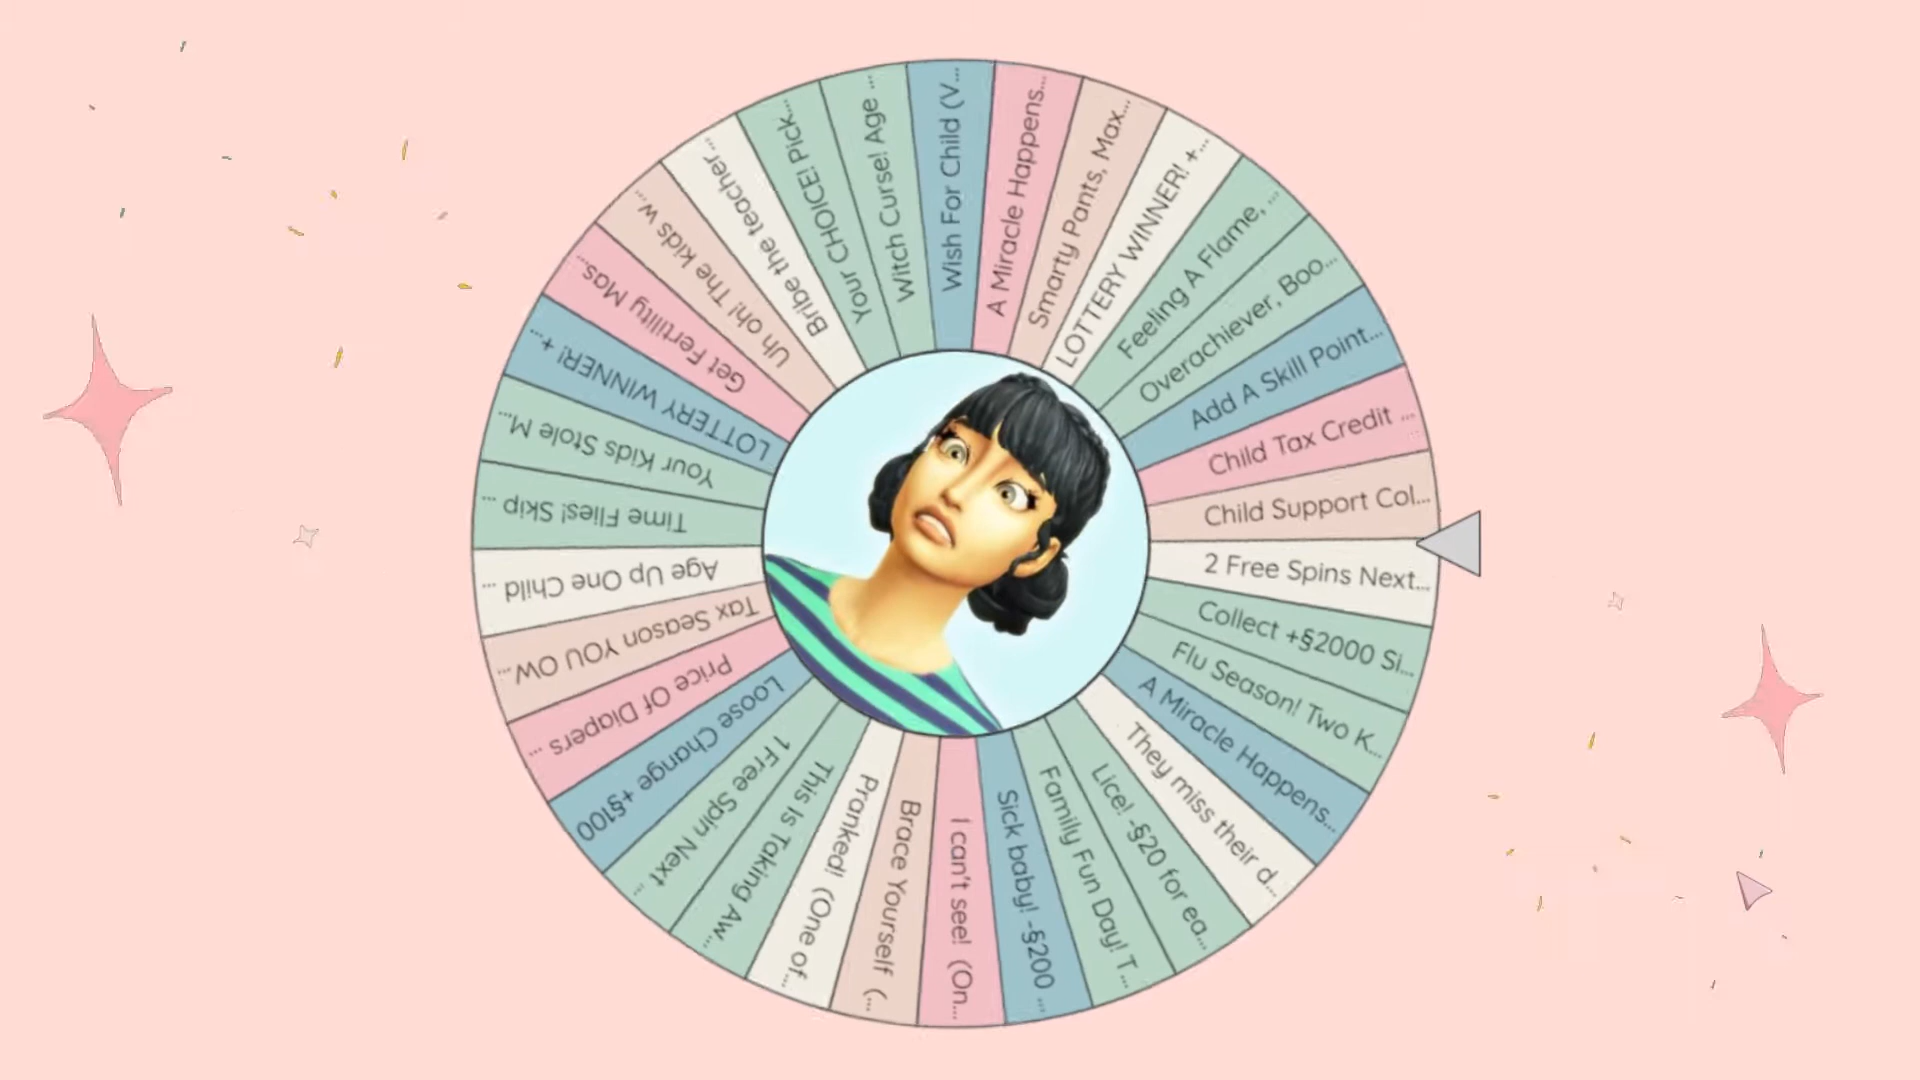 Wish For Child (V...
A Miracle Happens...
Smarty Pants, Max...
LOTTERY WINNER! +...
Feeling A Flame, ...
Overachiever, Boo...
Add A Skill Point...
Child Tax Credit ...
Child Support Col...
2 Free Spins Next...
Collect +§2000 Si...
Flu Season! Two K...
A Miracle Happens...
They miss their d...
Lice! -§20 for ea...
Family Fun Day! T...
Sick baby! -§200 ...
I can't see! (On...
Brace Yourself (...
Pranked! (One of...
This Is Taking Aw...
1 Free Spin Next ...
Loose Change +§100
Price Of Diapers ...
Tax Season YOU OW...
Age Up One Child ...
Time Flies! Skip ...
Your Kids Stole M...
LOTTERY WINNER! +...
Get Fertility Mas...
Uh oh! The kids w...
Bribe the teacher...
Your CHOICE! Pick...
Witch Curse! Age ...